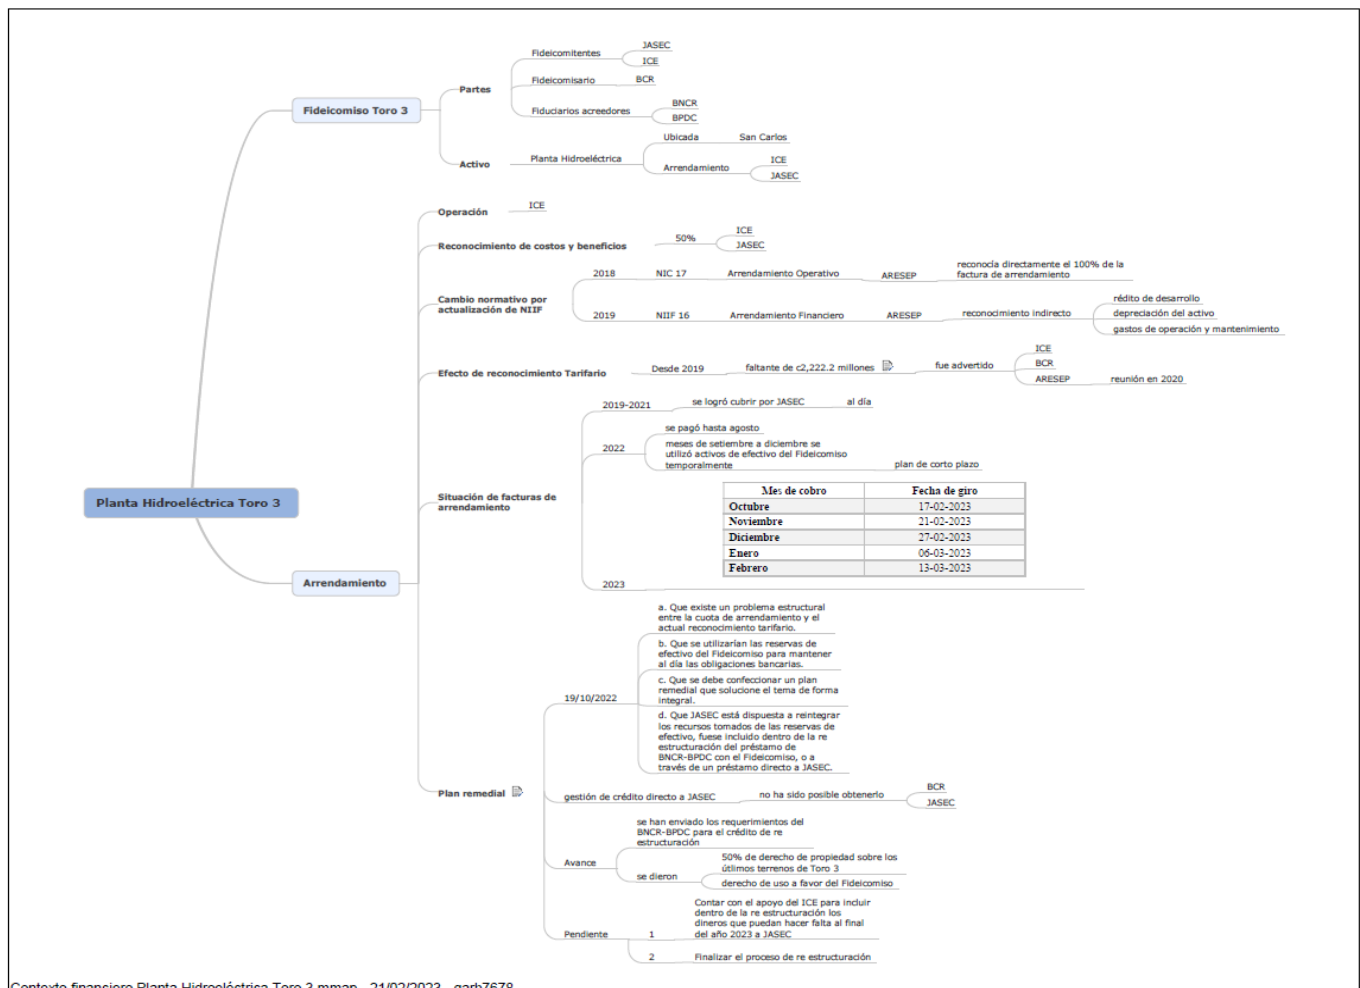 Planta Hidroeléctrica Toro 3
Fideicomiso Toro 3
Partes
Fideicomitentes
JASEC
ICE
Fideicomisario
BCR
Fiduciarios acreedores
BNCR
BPDC
Activo
Planta Hidroeléctrica
Ubicada
San Carlos
Arrendamiento
ICE
JASEC
Arrendamiento
Operación
ICE
Reconocimiento de costos y beneficios
50%
ICE
JASEC
Cambio normativo por
actualización de NIIF
2018
NIC 17
Arrendamiento Operativo
ARESEP
reconocía directamente el 100% de la
factura de arrendamiento
2019
NIIF 16
Arrendamiento Financiero
ARESEP
reconocimiento indirecto
rédito de desarrollo
depreciación del activo
gastos de operación y mantenimiento
Efecto de reconocimiento Tarifario
Desde 2019
faltante de c2,222.2 millones
fue advertido
ICE
BCR
ARESEP
reunión en 2020
Situación de facturas de
arrendamiento
2019-2021
se logró cubrir por JASEC
al día
2022
se pagó hasta agosto
meses de setiembre a diciembre se
utilizó activos de efectivo del Fideicomiso
temporalmente
plan de corto plazo
Mes de cobro Fecha de giro
Octubre 17-02-2023
Noviembre 21-02-2023
Diciembre 27-02-2023
Enero 06-03-2023
Febrero 13-03-2023
2023
Plan remedial
19/10/2022
a. Que existe un problema estructural
entre la cuota de arrendamiento y el
actual reconocimiento tarifario.
b. Que se utilizarían las reservas de
efectivo del Fideicomiso para mantener
al día las obligaciones bancarias.
c. Que se debe confeccionar un plan
remedial que solucione el tema de forma
integral.
d. Que JASEC está dispuesta a reintegrar
los recursos tomados de las reservas de
efectivo, fuese incluido dentro de la re
estructuración del préstamo de
BNCR-BPDC con el Fideicomiso, o a
través de un préstamo directo a JASEC.
gestión de crédito directo a JASEC
no ha sido posible obtenerlo
BCR
JASEC
Avance
se han enviado los requerimientos del
BNCR-BPDC para el crédito de re
estructuración
se dieron
50% de derecho de propiedad sobre los
útlimos terrenos de Toro 3
derecho de uso a favor del Fideicomiso
Pendiente
1
Contar con el apoyo del ICE para incluir
dentro de la re estructuración los
dineros que puedan hacer falta al final
del año 2023 a JASEC
2
Finalizar el proceso de re estructuración
Contexto financiero Planta Hidroeléctrica Toro 3.mmap - 21/02/2023 - garb7678